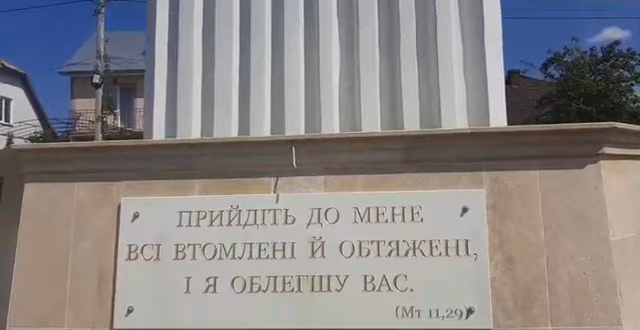 ПРИЙДІТЬ ДО МЕНЕ
ВСІ ВТОМЛЕНІ Й ОБТЯЖЕНІ,
І Я ОБЛЕГШУ ВАС.
(Мт 11,29)